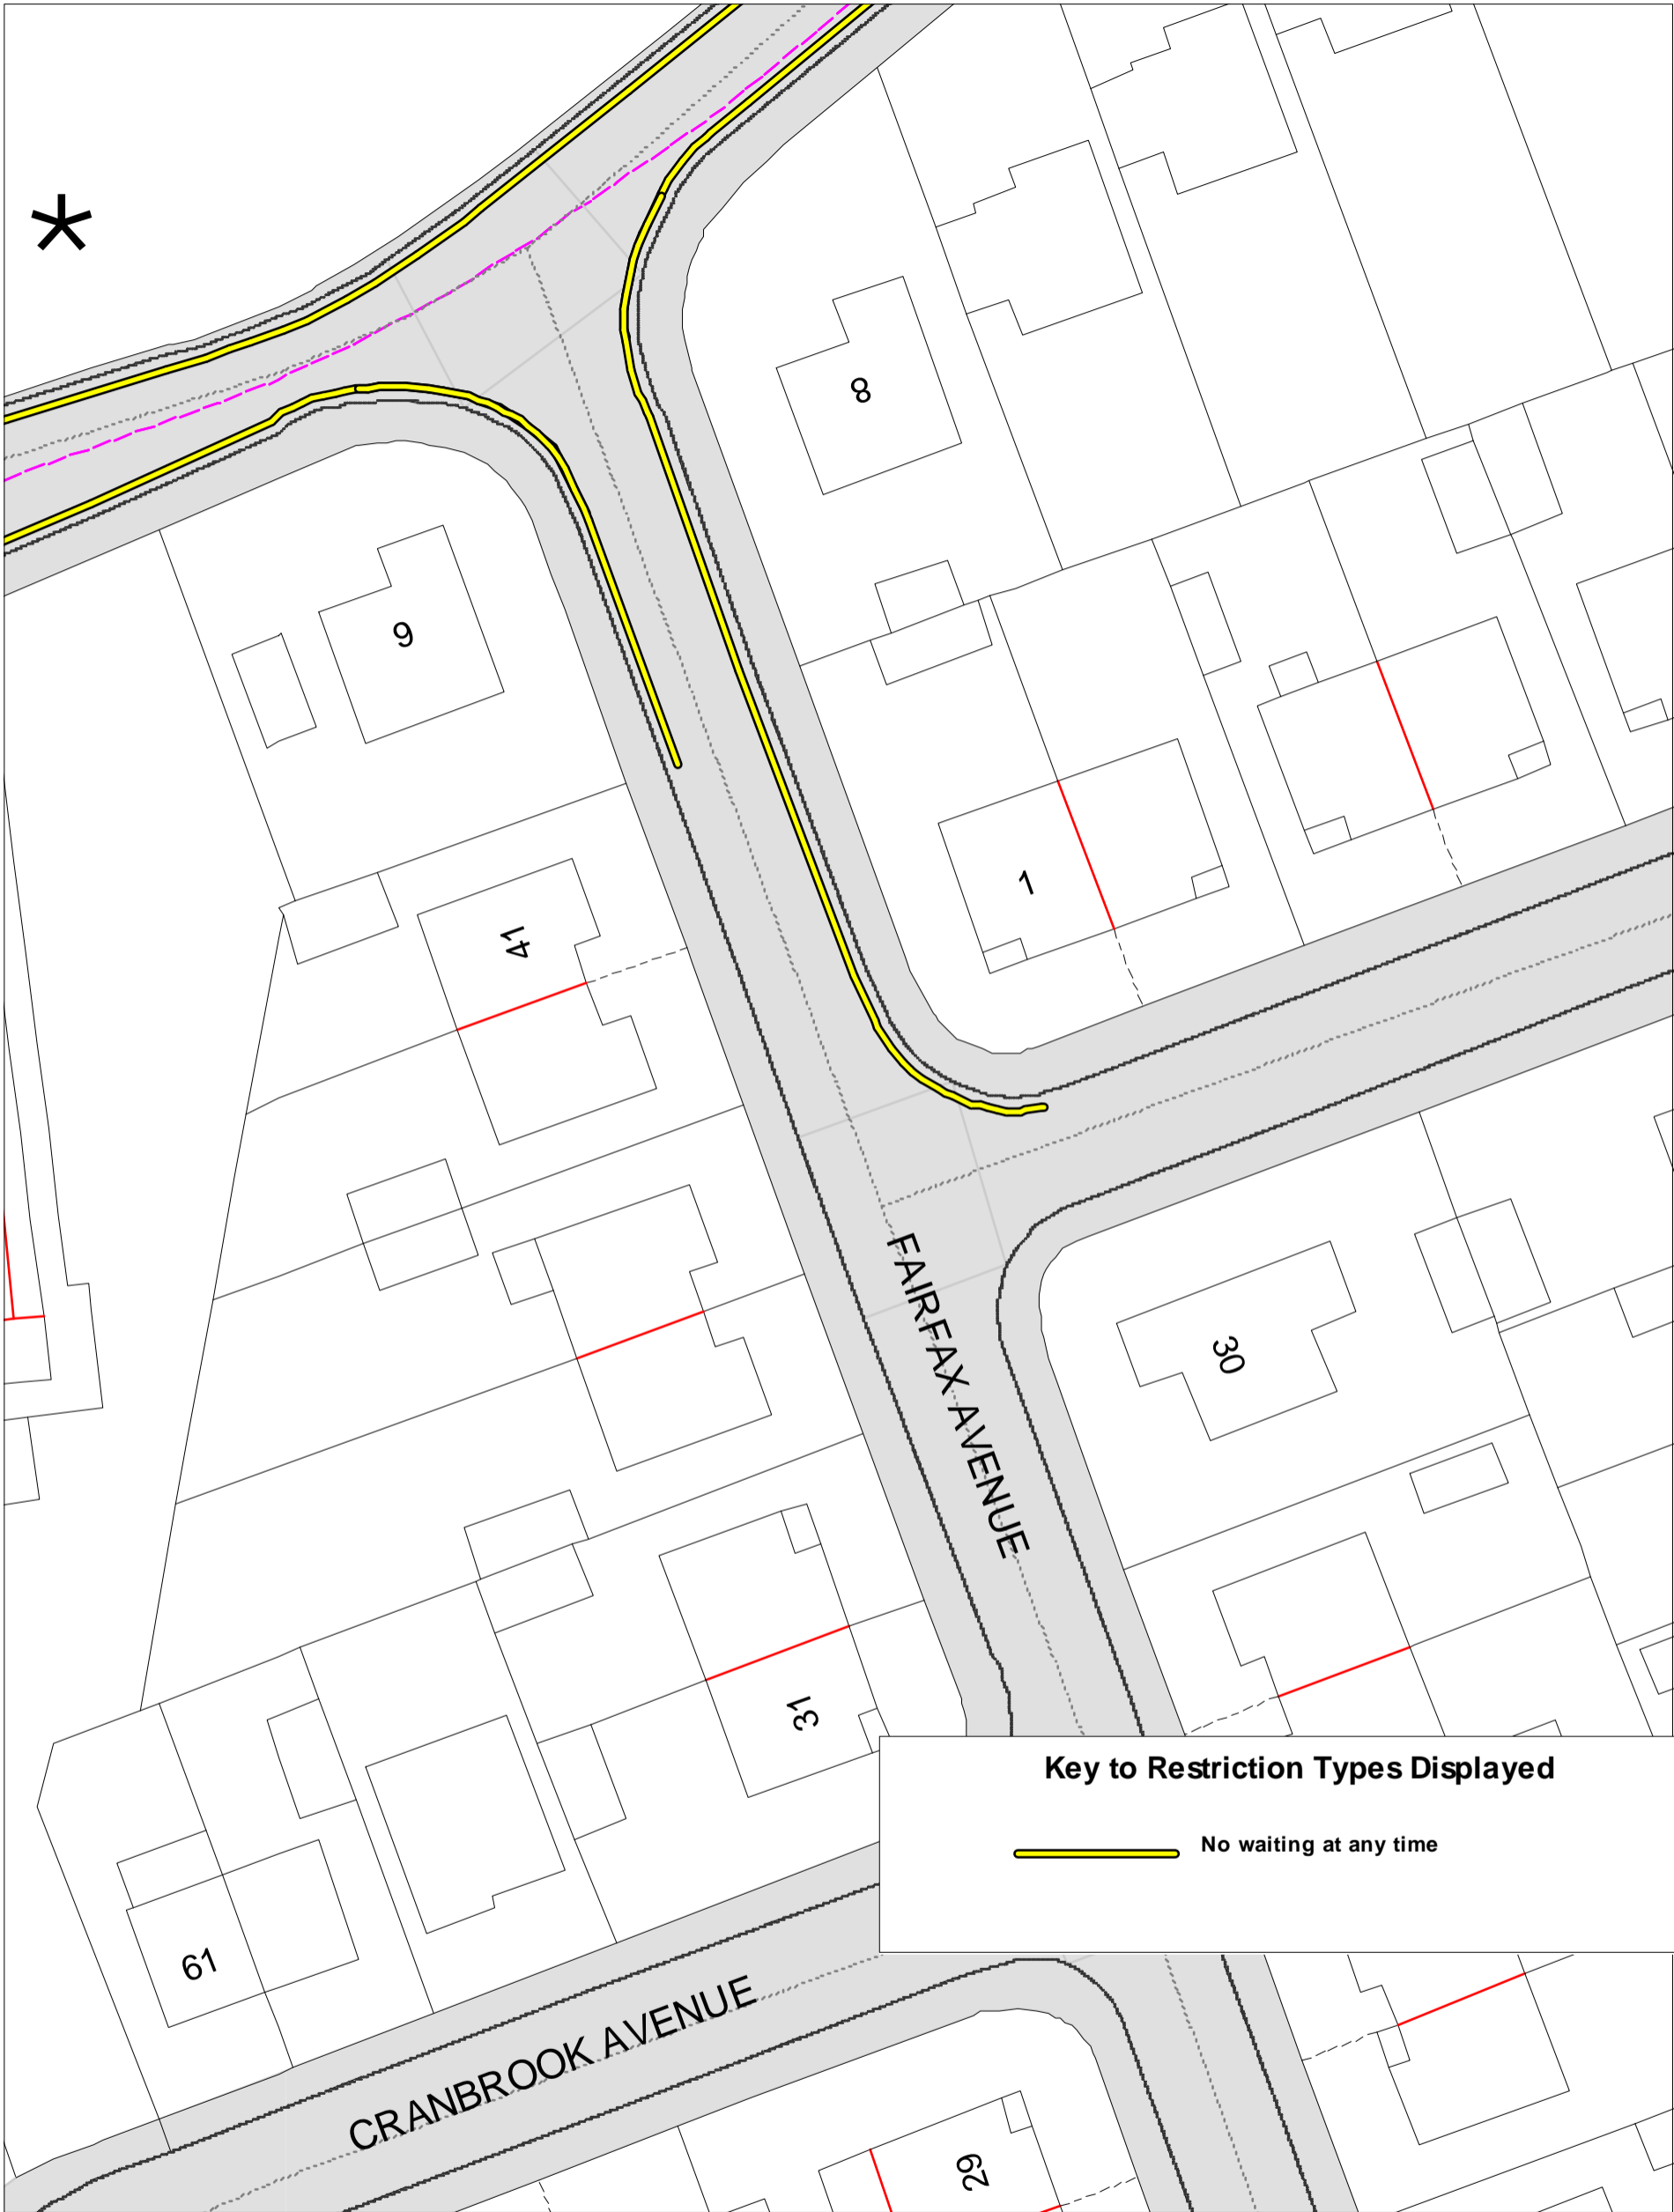 *
8
9
1
41
FAIRFAX AVENUE
30
31
Key to Restriction Types Displayed
No waiting at any time
61
CRANBROOK AVENUE
29